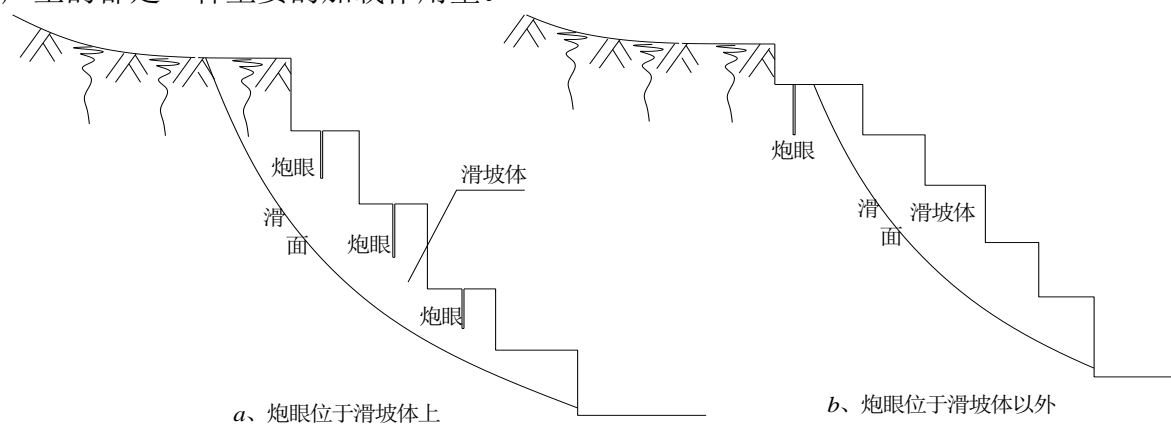 炮眼
滑坡体
滑
面
炮眼
炮眼
a、炮眼位于滑坡体上
炮眼
滑
面
滑坡体
b、炮眼位于滑坡体以外